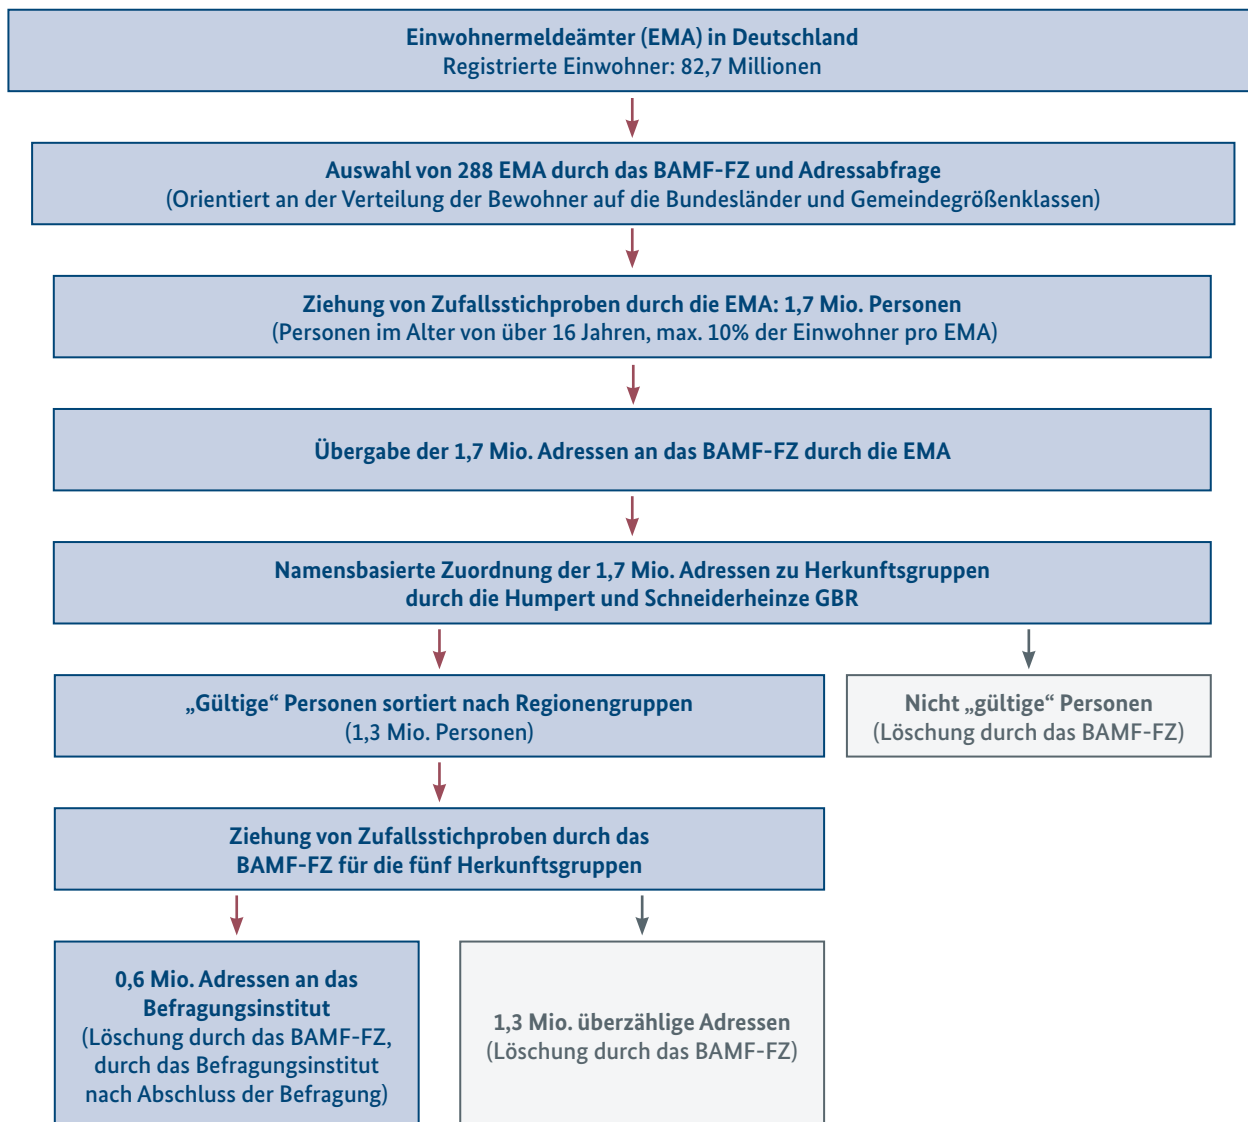 Einwohnermeldeämter (EMA) in Deutschland
Registrierte Einwohner: 82,7 Millionen
Auswahl von 288 EMA durch das BAMF-FZ und Adressabfrage
(Orientiert an der Verteilung der Bewohner auf die Bundesländer und Gemeindegrößenklassen)
Ziehung von Zufallsstichproben durch die EMA: 1,7 Mio. Personen
(Personen im Alter von über 16 Jahren, max. 10% der Einwohner pro EMA)
Übergabe der 1,7 Mio. Adressen an das BAMF-FZ durch die EMA
Namensbasierte Zuordnung der 1,7 Mio. Adressen zu Herkunftsgruppen
durch die Humpert und Schneiderheinze GBR
„Gültige“ Personen sortiert nach Regionengruppen
(1,3 Mio. Personen)
Nicht „gültige“ Personen
(Löschung durch das BAMF-FZ)
Ziehung von Zufallsstichproben durch das
BAMF-FZ für die fünf Herkunftsgruppen
0,6 Mio. Adressen an das
Befragungsinstitut
(Löschung durch das BAMF-FZ,
durch das Befragungsinstitut
nach Abschluss der Befragung)
1,3 Mio. überzählige Adressen
(Löschung durch das BAMF-FZ)